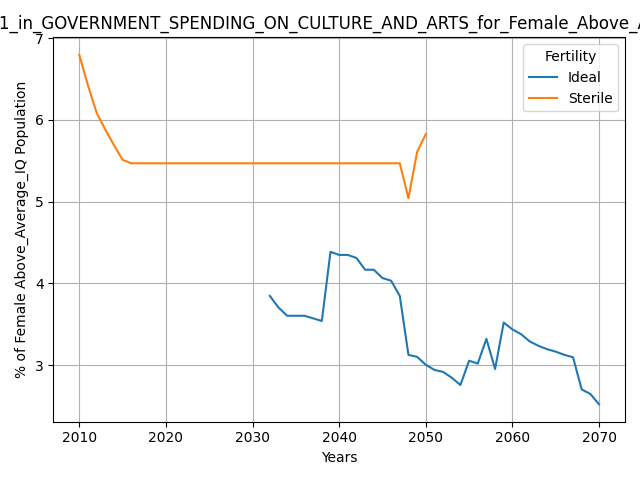 1_in_GOVERNMENT_SPENDING_ON_CULTURE_AND_ARTS_for_Female_Above_A
Fertility
Ideal
Sterile
% of Female Above_Average_IQ Population
7
6
5
4
3
2010 2020 2030 2040 2050 2060 2070
Years